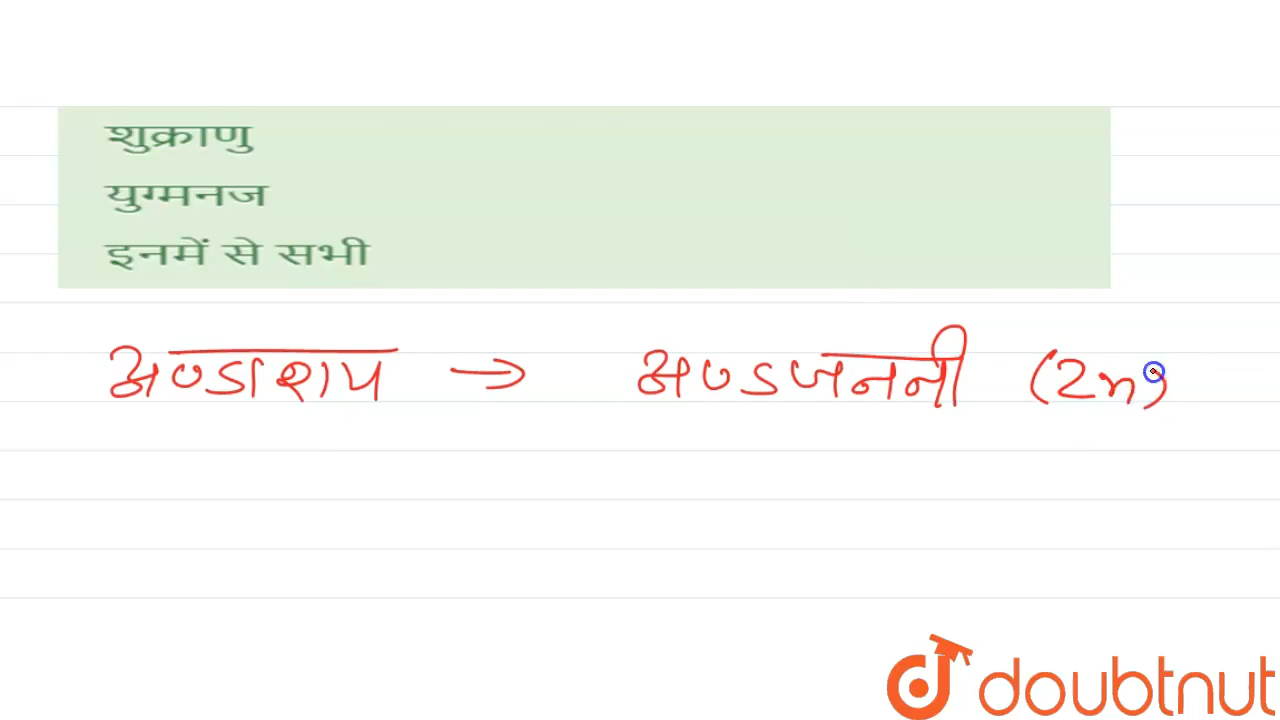 शुक्राणु
युग्मनज
इनमें से सभी
अण्डाशय → अण्डजननी (2n)
doubtnut